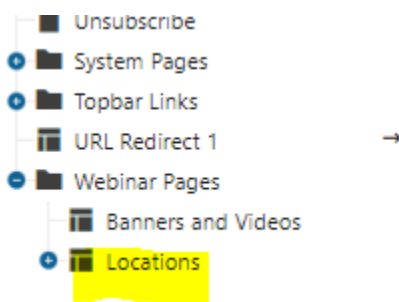 Unsubscribe
System Pages
Topbar Links
URL Redirect 1 →
Webinar Pages
Banners and Videos
Locations